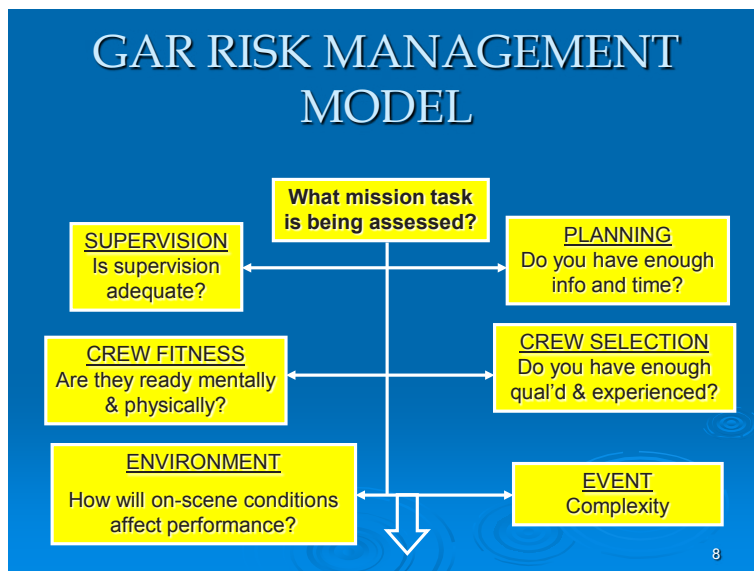 GAR RISK MANAGEMENT
MODEL
What mission task
is being assessed?
SUPERVISION
Is supervision
adequate?
PLANNING
Do you have enough
info and time?
CREW FITNESS
Are they ready mentally
& physically?
CREW SELECTION
Do you have enough
qual’d & experienced?
ENVIRONMENT
How will on-scene conditions
affect performance?
EVENT
Complexity
8